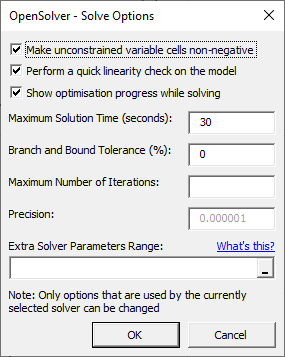 OpenSolver - Solve Options
Make unconstrained variable cells non-negative
Perform a quick linearity check on the model
Show optimisation progress while solving
Maximum Solution Time (seconds): 30
Branch and Bound Tolerance (%): 0
Maximum Number of Iterations:
Precision: 0.000001
Extra Solver Parameters Range: What's this?
Note: Only options that are used by the currently
selected solver can be changed
OK Cancel